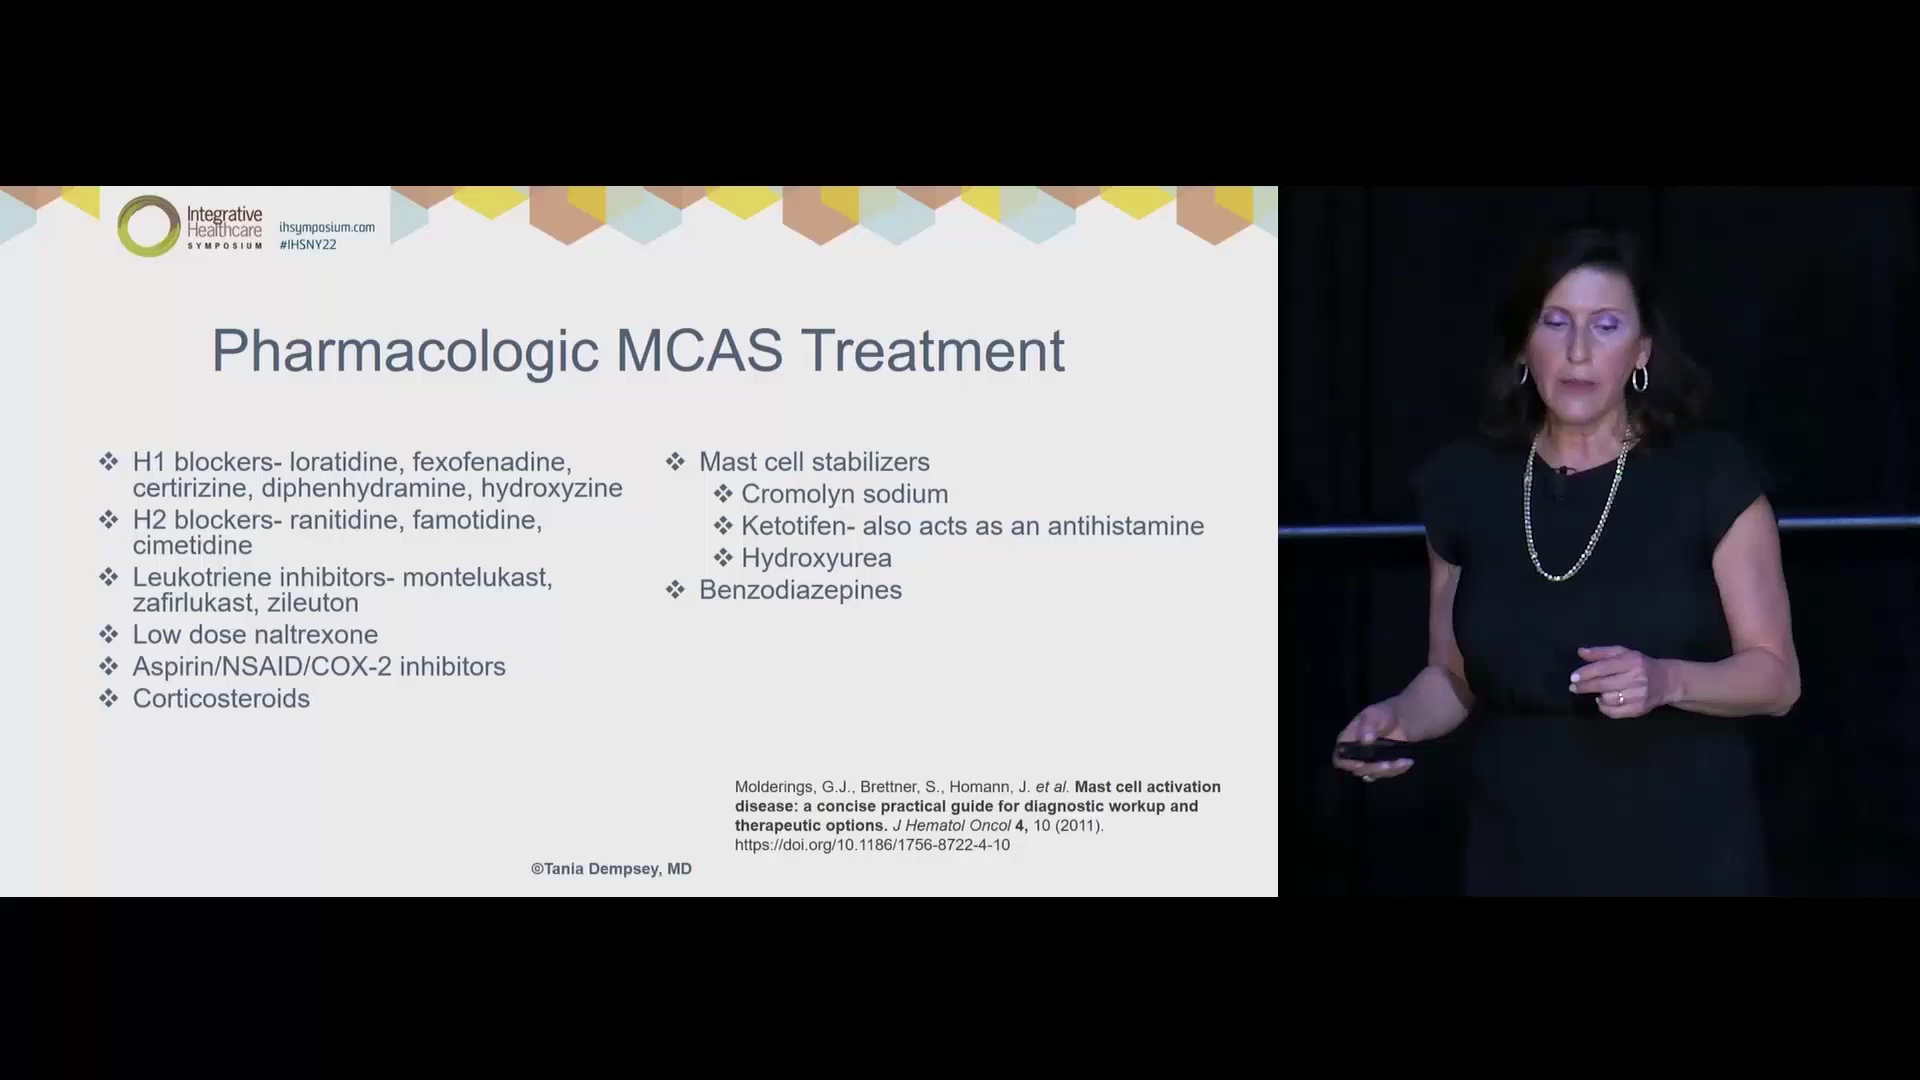 Integrative
Healthcare
SYMPOSIUM
ihsymposium.com
#IHSNY22
Pharmacologic MCAS Treatment
❖ H1 blockers- loratidine, fexofenadine,
certirizine, diphenhydramine, hydroxyzine
❖ H2 blockers- ranitidine, famotidine,
cimetidine
❖ Leukotriene inhibitors- montelukast,
zafirlukast, zileuton
❖ Low dose naltrexone
❖ Aspirin/NSAID/COX-2 inhibitors
❖ Corticosteroids
❖ Mast cell stabilizers
❖ Cromolyn sodium
❖ Ketotifen- also acts as an antihistamine
❖ Hydroxyurea
❖ Benzodiazepines
Molderings, G.J., Brettner, S., Homann, J. et al. Mast cell activation
disease: a concise practical guide for diagnostic workup and
therapeutic options. J Hematol Oncol 4, 10 (2011).
https://doi.org/10.1186/1756-8722-4-10
©Tania Dempsey, MD